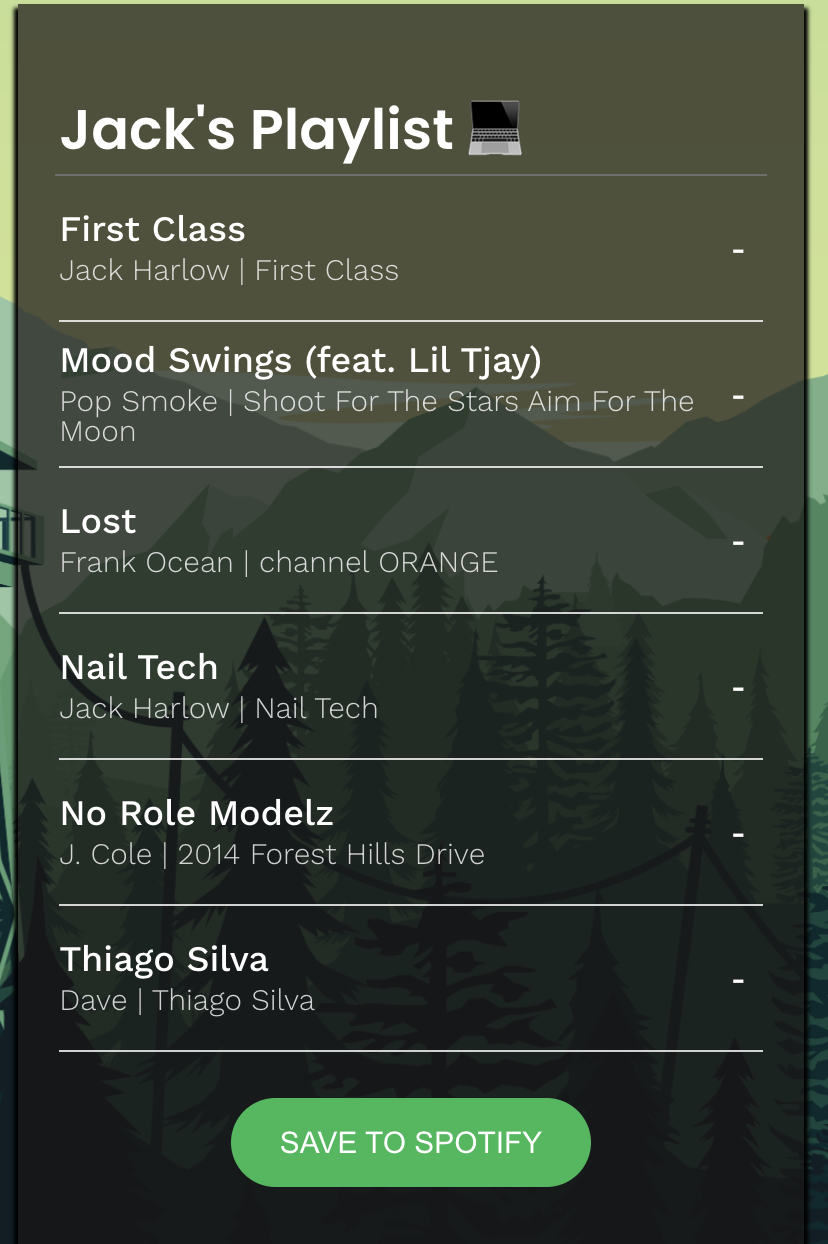 Jack's Playlist 💻
First Class
Jack Harlow | First Class
-
Mood Swings (feat. Lil Tjay)
Pop Smoke | Shoot For The Stars Aim For The
Moon
-
Lost
Frank Ocean | channel ORANGE
-
Nail Tech
Jack Harlow | Nail Tech
-
No Role Modelz
J. Cole | 2014 Forest Hills Drive
-
Thiago Silva
Dave | Thiago Silva
-
SAVE TO SPOTIFY